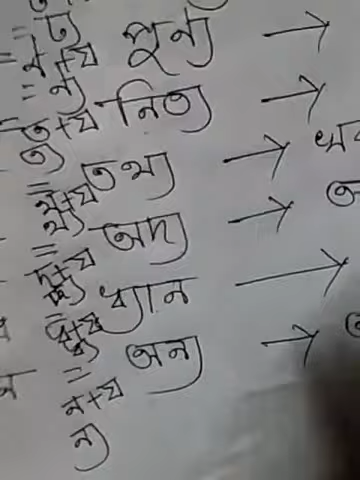 = ত্য
= ন+য পূন্য →
= ন্য
ত+য নিত্য →
ত্য
= থ+য তথ্য →
থ্য
= দ+য অদ্য →
দ্য
= ধ+য ধ্যান →
ধ্য
= ন+য অন্য →
ন্য